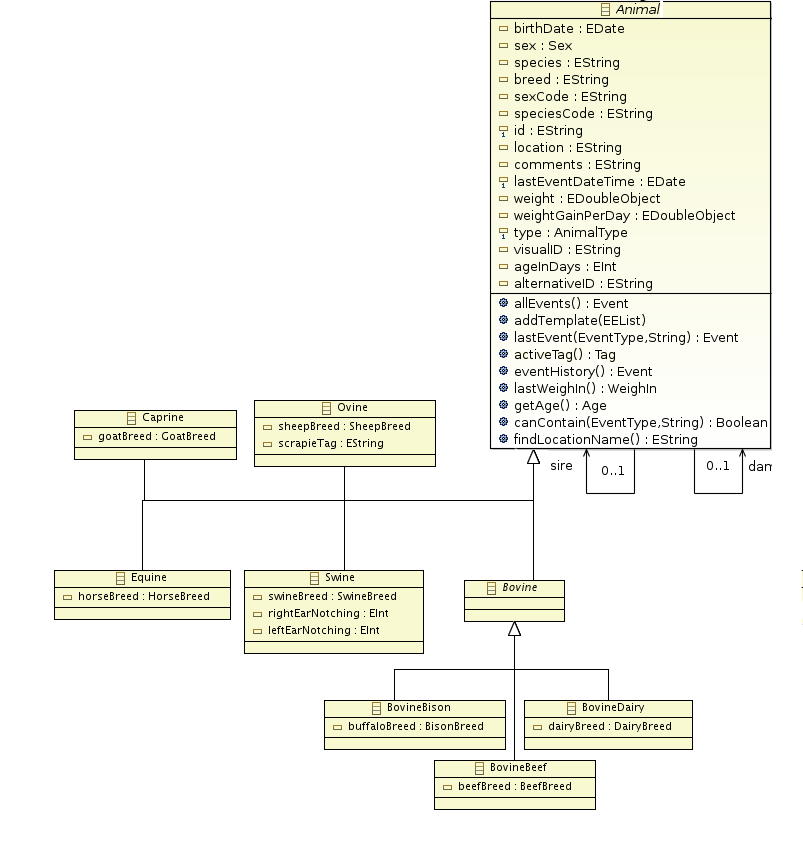 Animal
birthDate : EDate
sex : Sex
species : EString
breed : EString
sexCode : EString
speciesCode : EString
id : EString
location : EString
comments : EString
lastEventDateTime : EDate
weight : EDoubleObject
weightGainPerDay : EDoubleObject
type : AnimalType
visualID : EString
ageInDays : EInt
alternativeID : EString
allEvents() : Event
addTemplate(EEList)
lastEvent(EventType,String) : Event
activeTag() : Tag
eventHistory() : Event
lastWeighIn() : WeighIn
getAge() : Age
canContain(EventType,String) : Boolean
findLocationName() : EString
sire
0..1
0..1
dam
Caprine
goatBreed : GoatBreed
Ovine
sheepBreed : SheepBreed
scrapieTag : EString
Equine
horseBreed : HorseBreed
Swine
swineBreed : SwineBreed
rightEarNotching : EInt
leftEarNotching : EInt
Bovine
BovineBison
buffaloBreed : BisonBreed
BovineDairy
dairyBreed : DairyBreed
BovineBeef
beefBreed : BeefBreed